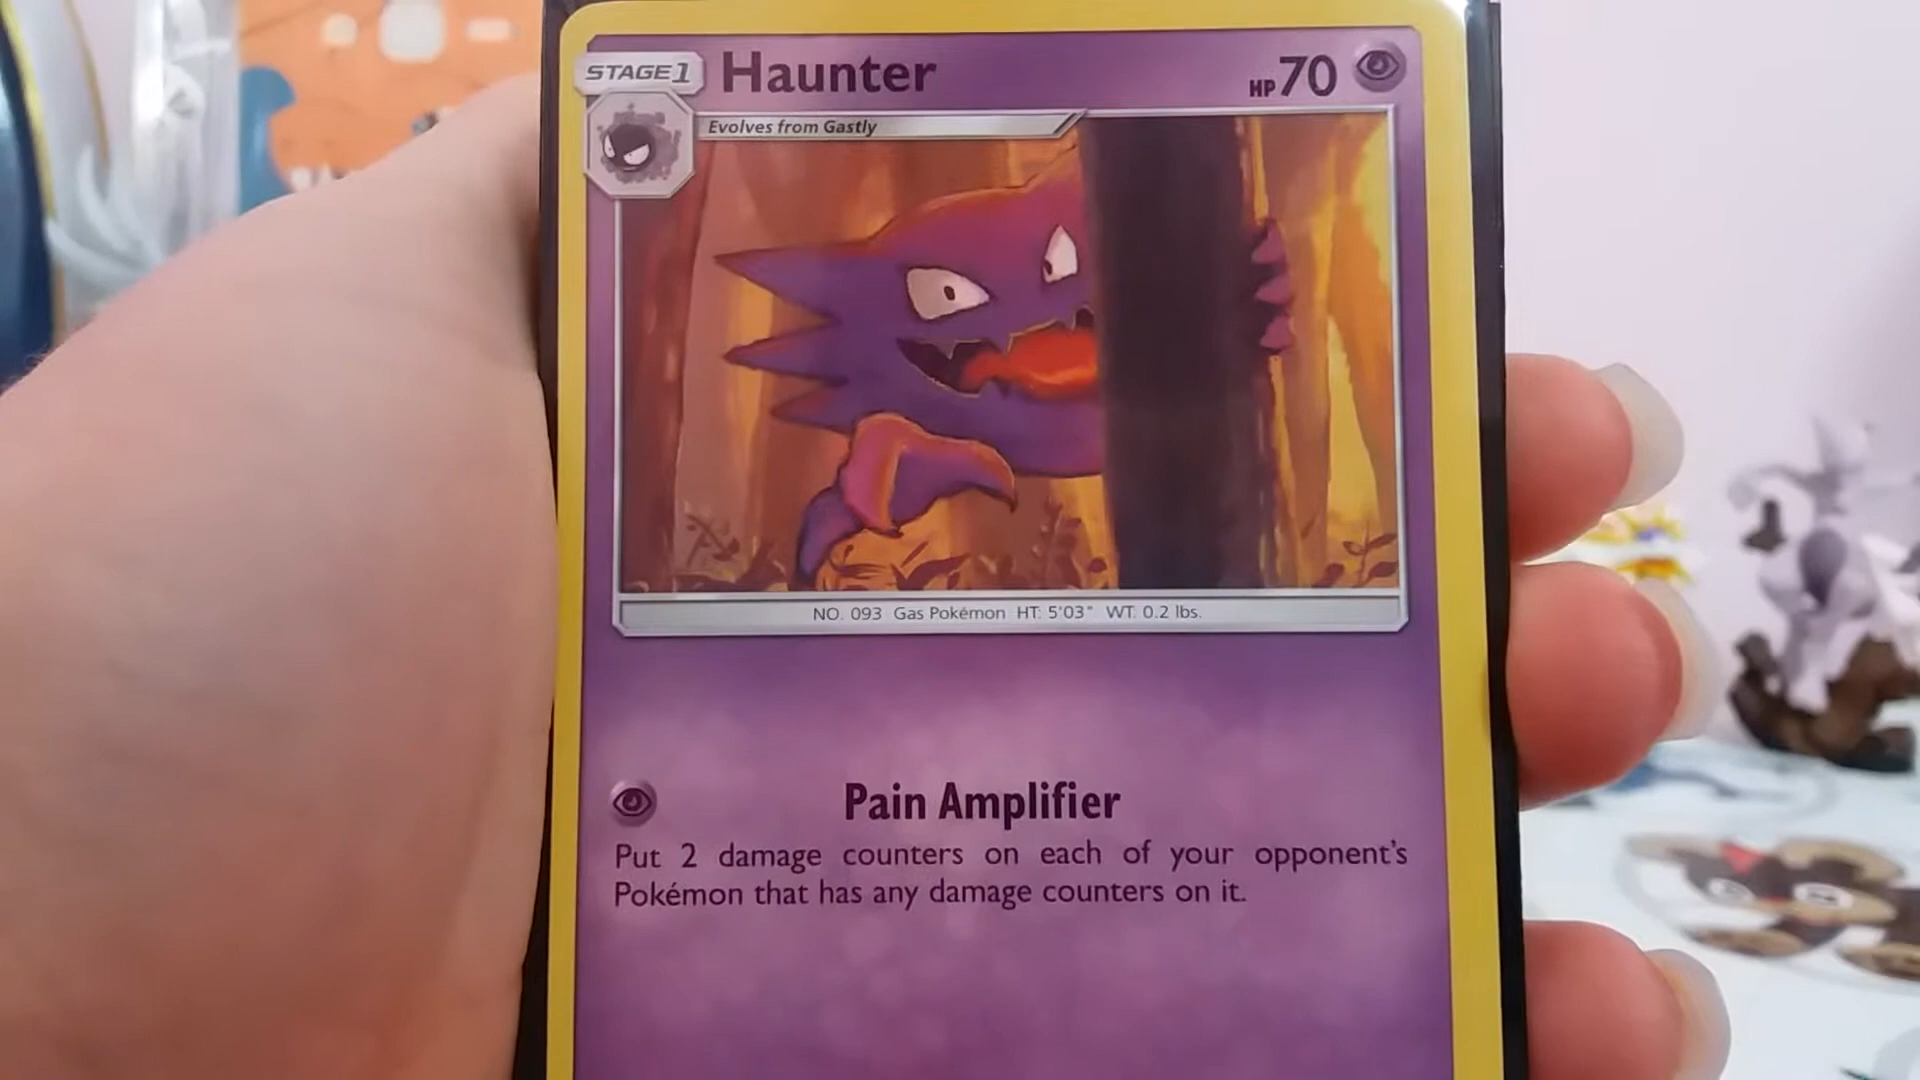 STAGE1 Haunter HP70
Evolves from Gastly
NO. 093 Gas Pokémon HT: 5'03" WT: 0.2 lbs.
Pain Amplifier
Put 2 damage counters on each of your opponent's
Pokémon that has any damage counters on it.